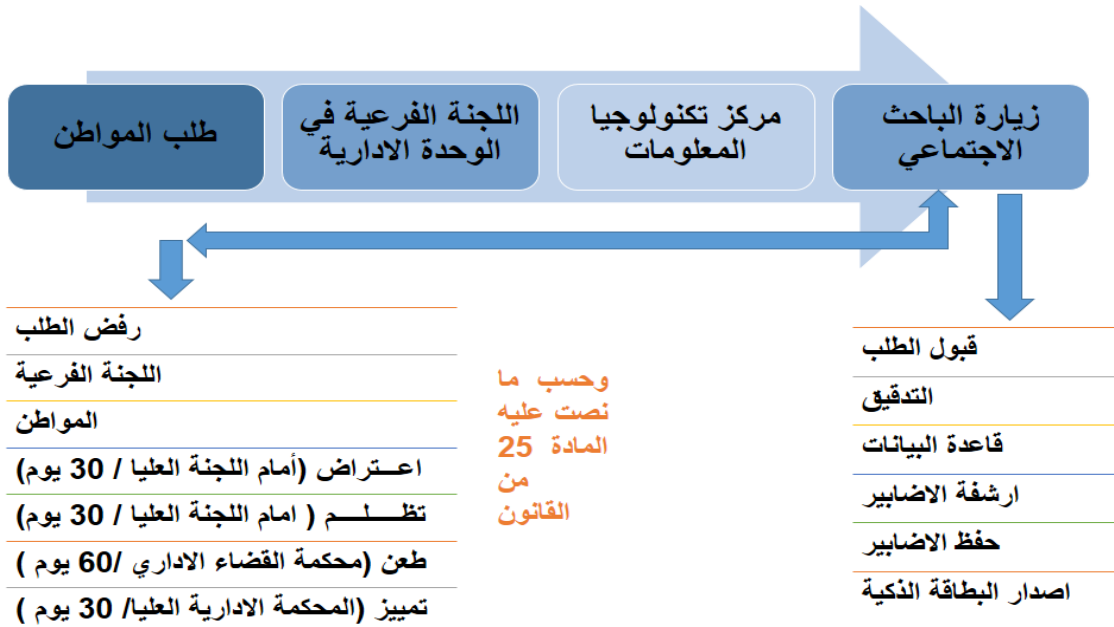 طلب المواطن
اللجنة الفرعية في
الوحدة الادارية
مركز تكنولوجيا
المعلومات
زيارة الباحث
الاجتماعي
رفض الطلب
اللجنة الفرعية
المواطن
اعـــتراض (أمام اللجنة العليا / 30 يوم)
تظـــلـــم ( امام اللجنة العليا / 30 يوم)
طعن (محكمة القضاء الاداري /60 يوم )
تمييز (المحكمة الادارية العليا/ 30 يوم )
وحسب ما
نصت عليه
المادة 25
من
القانون
قبول الطلب
التدقيق
قاعدة البيانات
ارشفة الاضابير
حفظ الاضابير
اصدار البطاقة الذكية